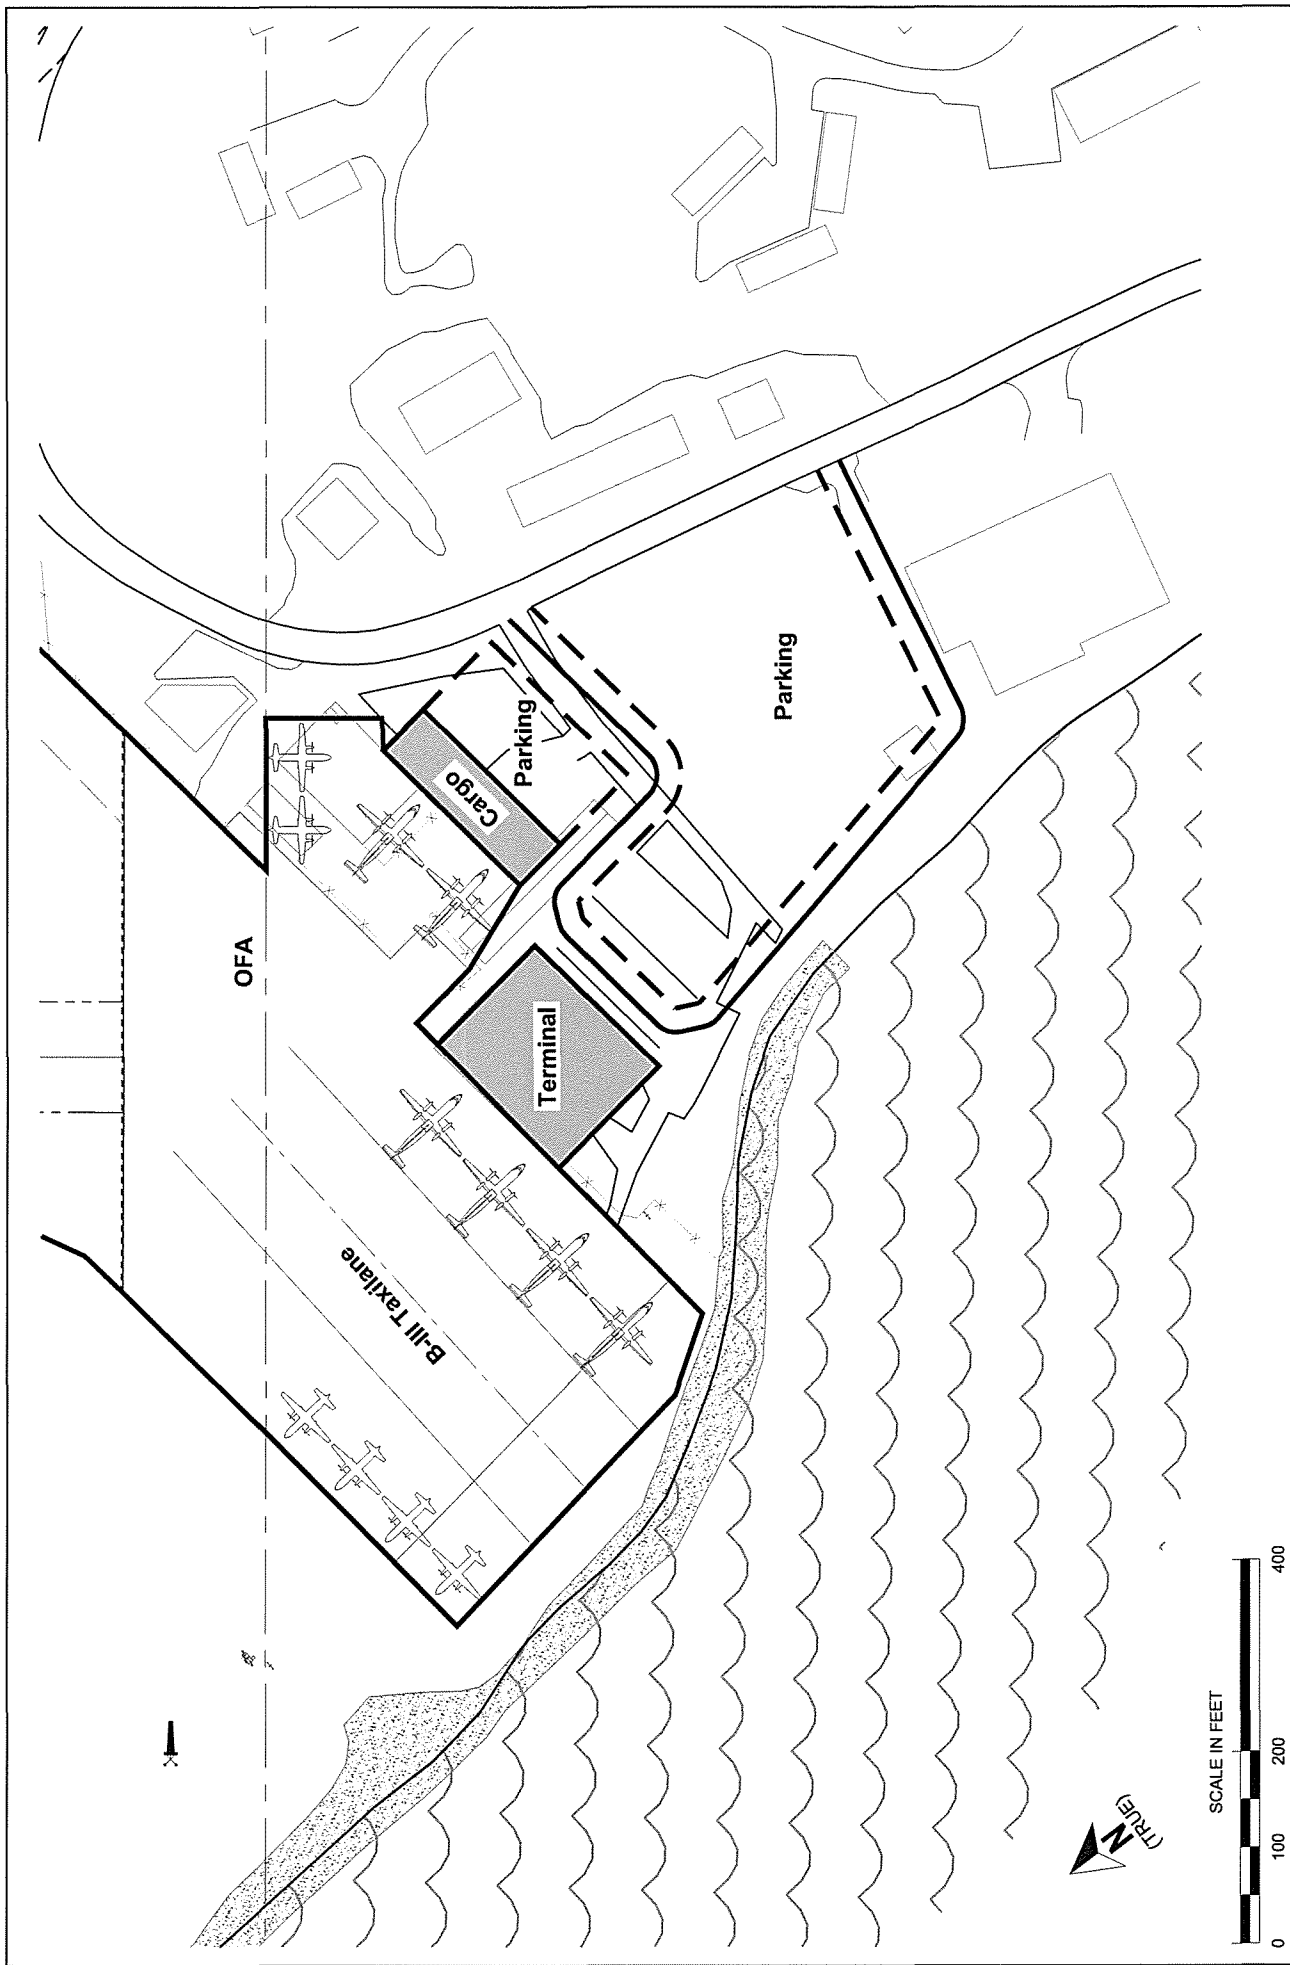 OFA
B-III Taxilane
Terminal
Cargo
Parking
Parking
N
(TRUE)
SCALE IN FEET
0 100 200 400